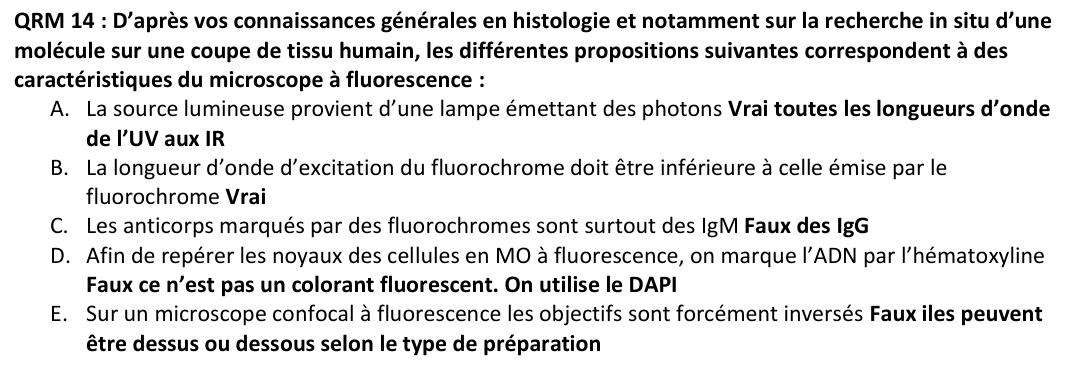 QRM 14 : D’après vos connaissances générales en histologie et notamment sur la recherche in situ d’une
molécule sur une coupe de tissu humain, les différentes propositions suivantes correspondent à des
caractéristiques du microscope à fluorescence :
A. La source lumineuse provient d’une lampe émettant des photons Vrai toutes les longueurs d’onde
de l’UV aux IR
B. La longueur d’onde d’excitation du fluorochrome doit être inférieure à celle émise par le
fluorochrome Vrai
C. Les anticorps marqués par des fluorochromes sont surtout des IgM Faux des IgG
D. Afin de repérer les noyaux des cellules en MO à fluorescence, on marque l’ADN par l’hématoxyline
Faux ce n’est pas un colorant fluorescent. On utilise le DAPI
E. Sur un microscope confocal à fluorescence les objectifs sont forcément inversés Faux iles peuvent
être dessus ou dessous selon le type de préparation